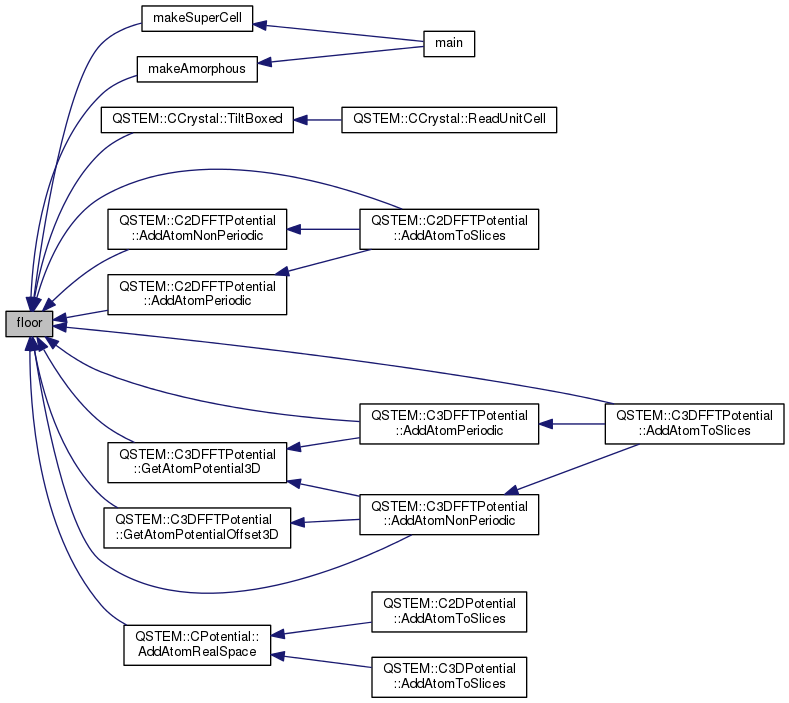 makeSuperCell
main
makeAmorphous
QSTEM::CCrystal::TiltBoxed
QSTEM::CCrystal::ReadUnitCell
QSTEM::C2DFFTPotential
::AddAtomNonPeriodic
QSTEM::C2DFFTPotential
::AddAtomToSlices
QSTEM::C2DFFTPotential
::AddAtomPeriodic
floor
QSTEM::C3DFFTPotential
::AddAtomPeriodic
QSTEM::C3DFFTPotential
::AddAtomToSlices
QSTEM::C3DFFTPotential
::GetAtomPotential3D
QSTEM::C3DFFTPotential
::AddAtomNonPeriodic
QSTEM::C3DFFTPotential
::GetAtomPotentialOffset3D
QSTEM::C2DPotential
::AddAtomToSlices
QSTEM::CPotential::
AddAtomRealSpace
QSTEM::C3DPotential
::AddAtomToSlices